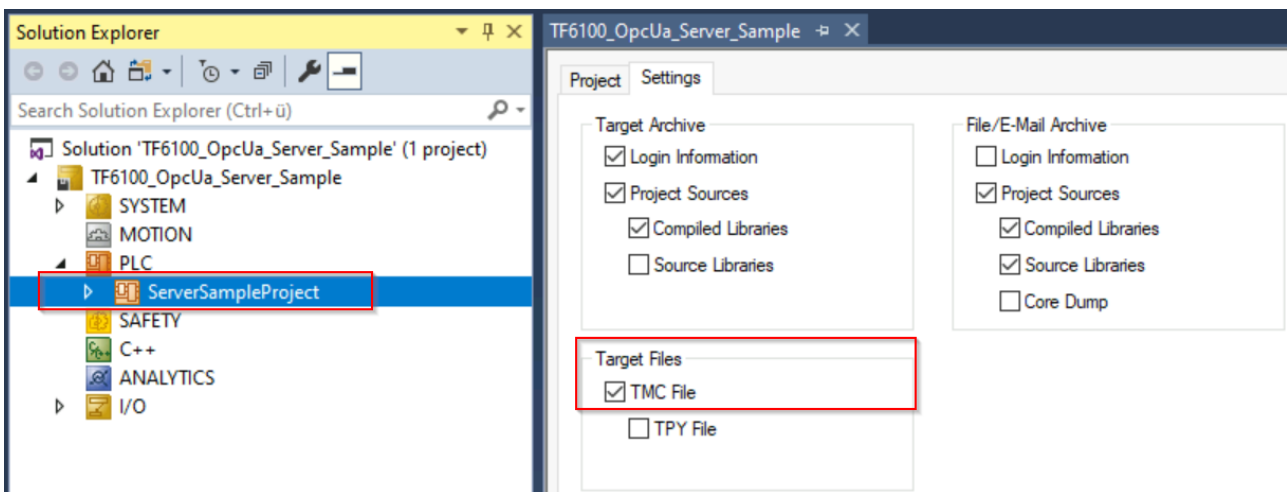 Solution Explorer
Search Solution Explorer (Ctrl+ü)
Solution 'TF6100_OpcUa_Server_Sample' (1 project)
TF6100_OpcUa_Server_Sample
SYSTEM
MOTION
PLC
ServerSampleProject
SAFETY
C++
ANALYTICS
I/O
TF6100_OpcUa_Server_Sample
Project Settings
Target Archive
Login Information
Project Sources
Compiled Libraries
Source Libraries
File/E-Mail Archive
Login Information
Project Sources
Compiled Libraries
Source Libraries
Core Dump
Target Files
TMC File
TPY File